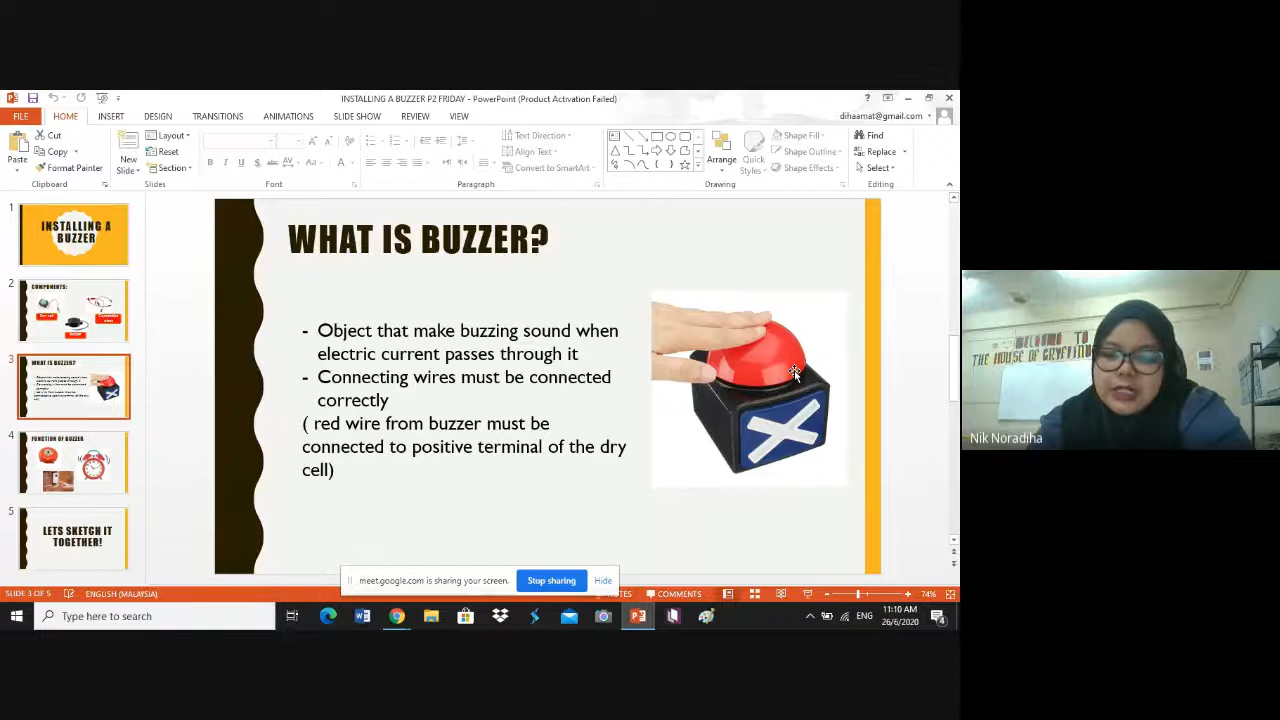 INSTALLING A BUZZER P2 FRIDAY - PowerPoint (Product Activation Failed)
FILE HOME INSERT DESIGN TRANSITIONS ANIMATIONS SLIDE SHOW REVIEW VIEW
dihaamat@gmail.com
Paste
Cut
Copy
Format Painter
Clipboard
New
Slide
Layout
Reset
Section
Slides
Font
Text Direction
Align Text
Convert to SmartArt
Paragraph
Arrange
Quick
Styles
Shape Fill
Shape Outline
Shape Effects
Drawing
Find
Replace
Select
Editing
1
INSTALLING A
BUZZER
2
COMPONENTS:
3
WHAT IS BUZZER?
4
FUNCTION OF BUZZER
5
LETS SKETCH IT
TOGETHER!
WHAT IS BUZZER?
- Object that make buzzing sound when
electric current passes through it
- Connecting wires must be connected
correctly
( red wire from buzzer must be
connected to positive terminal of the dry
cell)
meet.google.com is sharing your screen.
Stop sharing
Hide
SLIDE 3 OF 5
ENGLISH (MALAYSIA)
COMMENTS
74%
Type here to search
ENG
11:10 AM
26/6/2020
4
WELCOME TO
THE HOUSE OF
Nik Noradiha